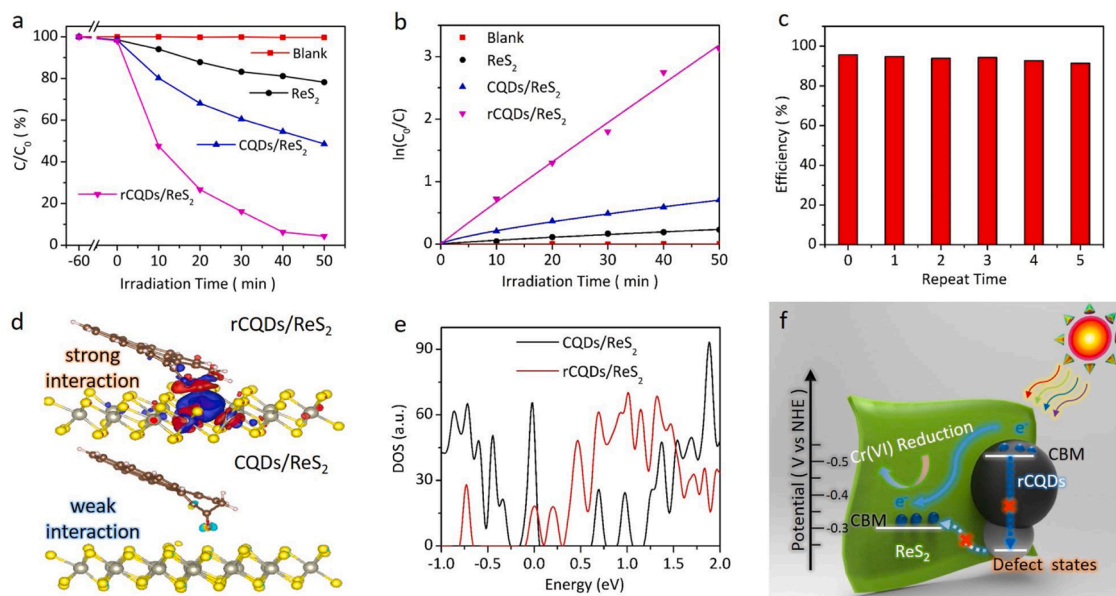 a
100
80
60
40
20
0
-60
0
10
20
30
40
50
C/C₀ ( % )
Irradiation Time ( min )
Blank
ReS₂
CQDs/ReS₂
rCQDs/ReS₂
b
3
2
1
0
0
10
20
30
40
50
ln(C₀/C)
Irradiation Time ( min )
Blank
ReS₂
CQDs/ReS₂
rCQDs/ReS₂
c
100
80
60
40
20
0
0
1
2
3
4
5
Efficiency ( % )
Repeat Time
d
rCQDs/ReS₂
strong
interaction
CQDs/ReS₂
weak
interaction
e
CQDs/ReS₂
rCQDs/ReS₂
90
60
30
0
-1.0
-0.5
0.0
0.5
1.0
1.5
2.0
DOS (a.u.)
Energy (eV)
f
Potential ( V vs NHE )
-0.5
-0.4
-0.3
Cr(VI) Reduction
e⁻
CBM
rCQDs
e⁻
CBM
ReS₂
Defect states